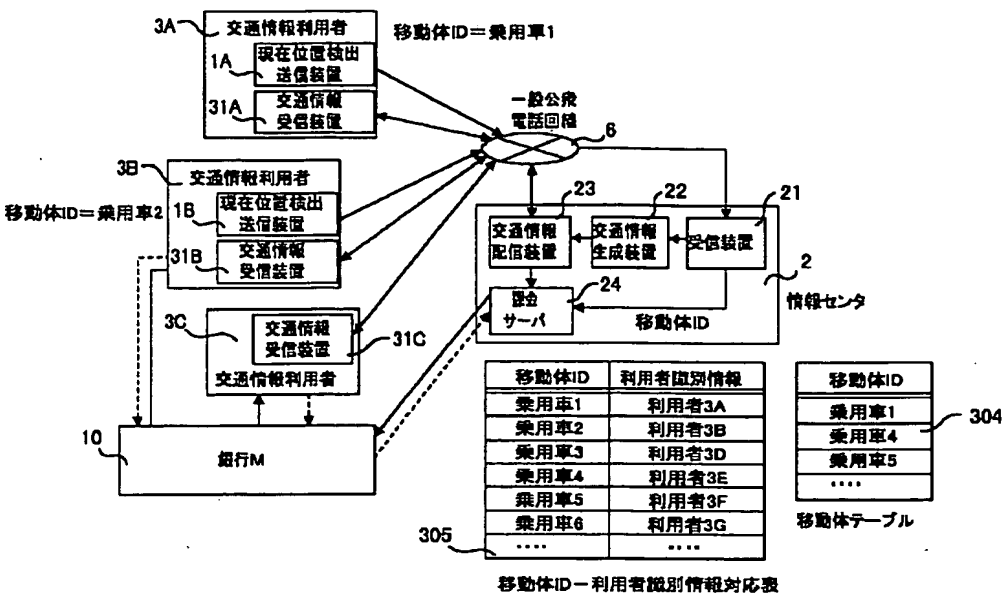 3A
交通情報利用者
移動体ID=乗用車1
1A
現在位置検出
送信装置
31A
交通情報
受信装置
一般公衆
電話回線
6
3B
交通情報利用者
移動体ID=乗用車2
現在位置検出
1B
送信装置
31B
交通情報
受信装置
23
22
21
交通情報
配信装置
交通情報
生成装置
受信装置
2
情報センタ
24
課金
サーバ
移動体ID
3C
交通情報
受信装置
31C
交通情報利用者
10
銀行M
移動体ID 利用者識別情報
乗用車1 利用者3A
乗用車2 利用者3B
乗用車3 利用者3D
乗用車4 利用者3E
乗用車5 利用者3F
乗用車6 利用者3G
‥‥ ‥‥
305
移動体ID-利用者識別情報対応表
移動体ID
乗用車1
乗用車4
乗用車5
‥‥
304
移動体テーブル